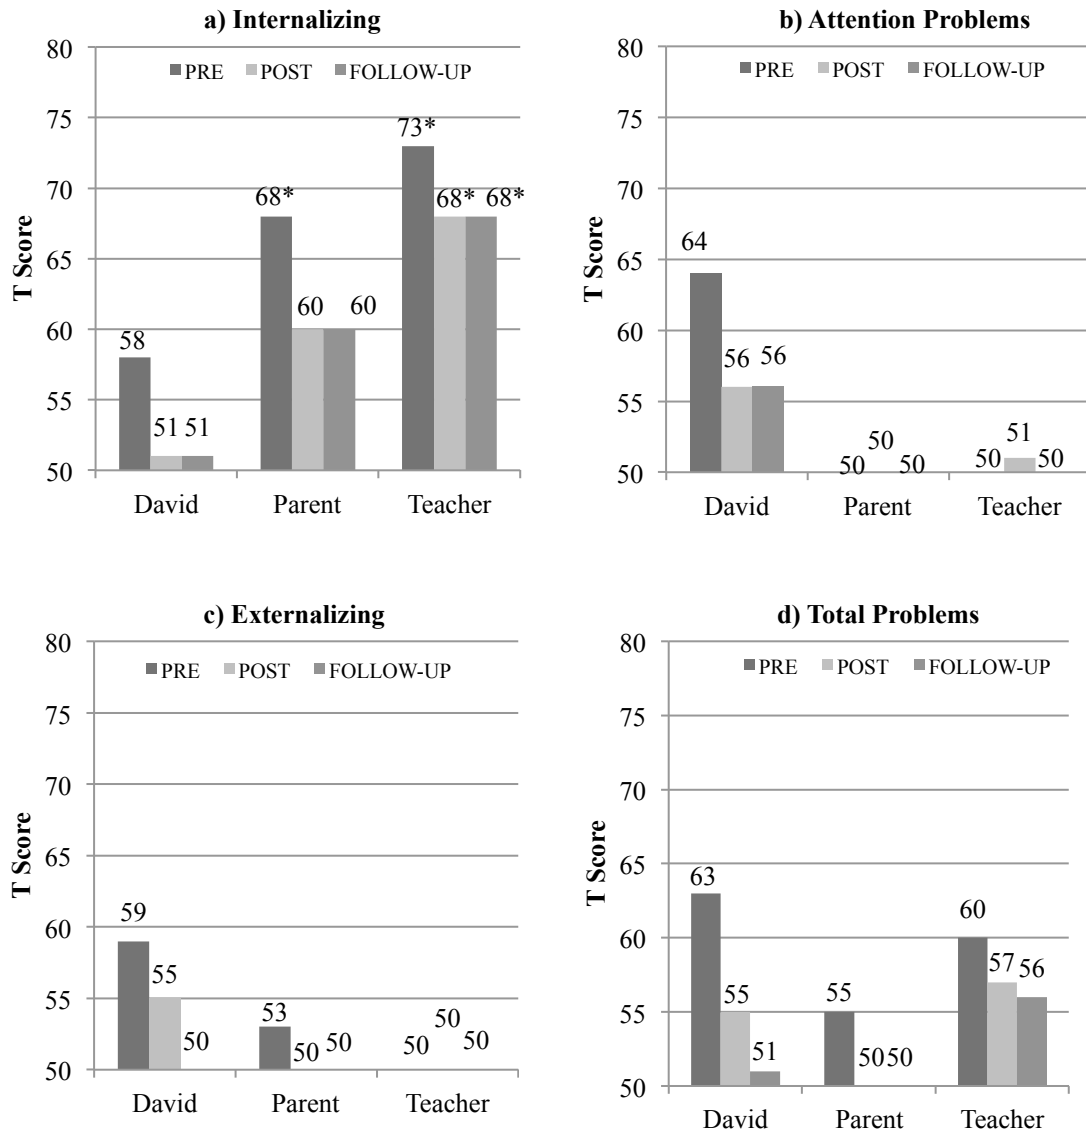 a) Internalizing
80
PRE POST FOLLOW-UP
75
73*
70
68* 68* 68*
65
60 60
60
58
55
51 51
50
David Parent Teacher
T Score
b) Attention Problems
80
PRE POST FOLLOW-UP
75
70
65
64
60
56 56
55
50 50 50
50 51 50
50
David Parent Teacher
T Score
c) Externalizing
80
PRE POST FOLLOW-UP
75
70
65
60
59
55
55
53
50 50 50
50 50 50
50
David Parent Teacher
T Score
d) Total Problems
80
PRE POST FOLLOW-UP
75
70
65
63
60
60
57 56
55 55
55
51
50 50
50
David Parent Teacher
T Score